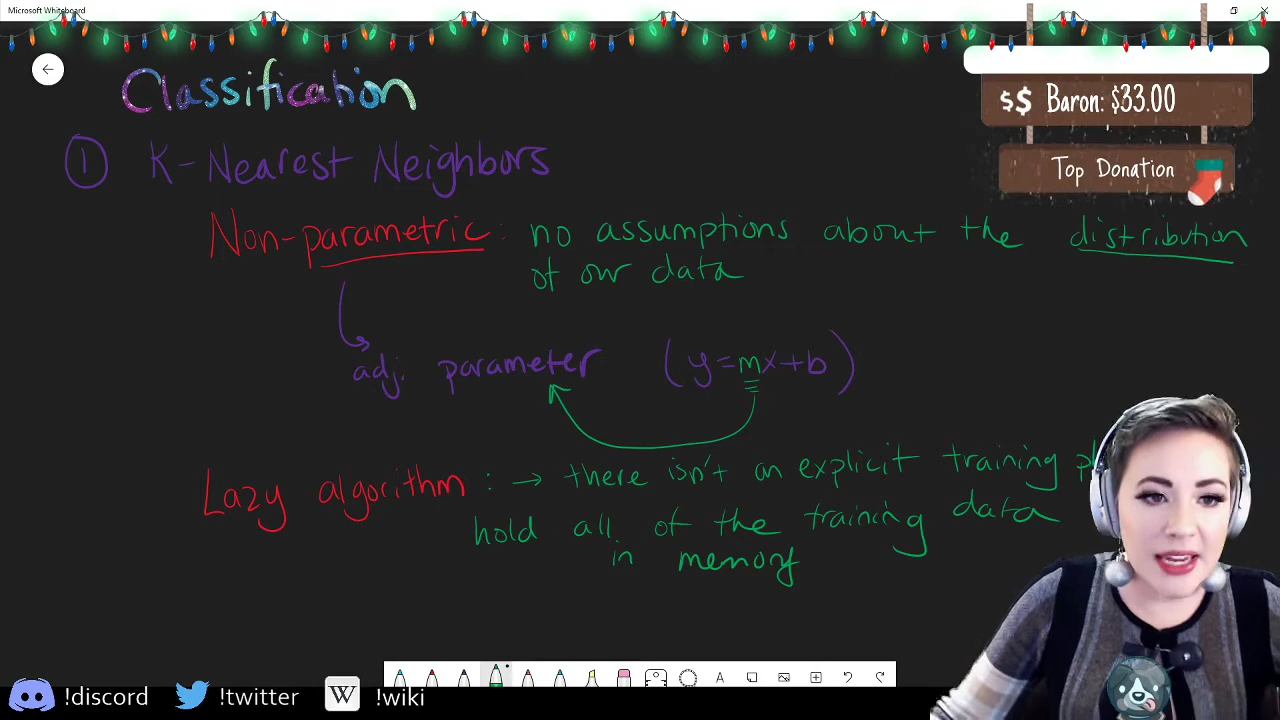 Microsoft Whiteboard
Classification
$$ Baron: $33.00
① K-Nearest Neighbors
Top Donation
Non-parametric: no assumptions about the distribution
of our data
adj. parameter (y=mx+b)
Lazy algorithm: → there isn't an explicit training
hold all of the training data
in memory
!discord !twitter W !wiki